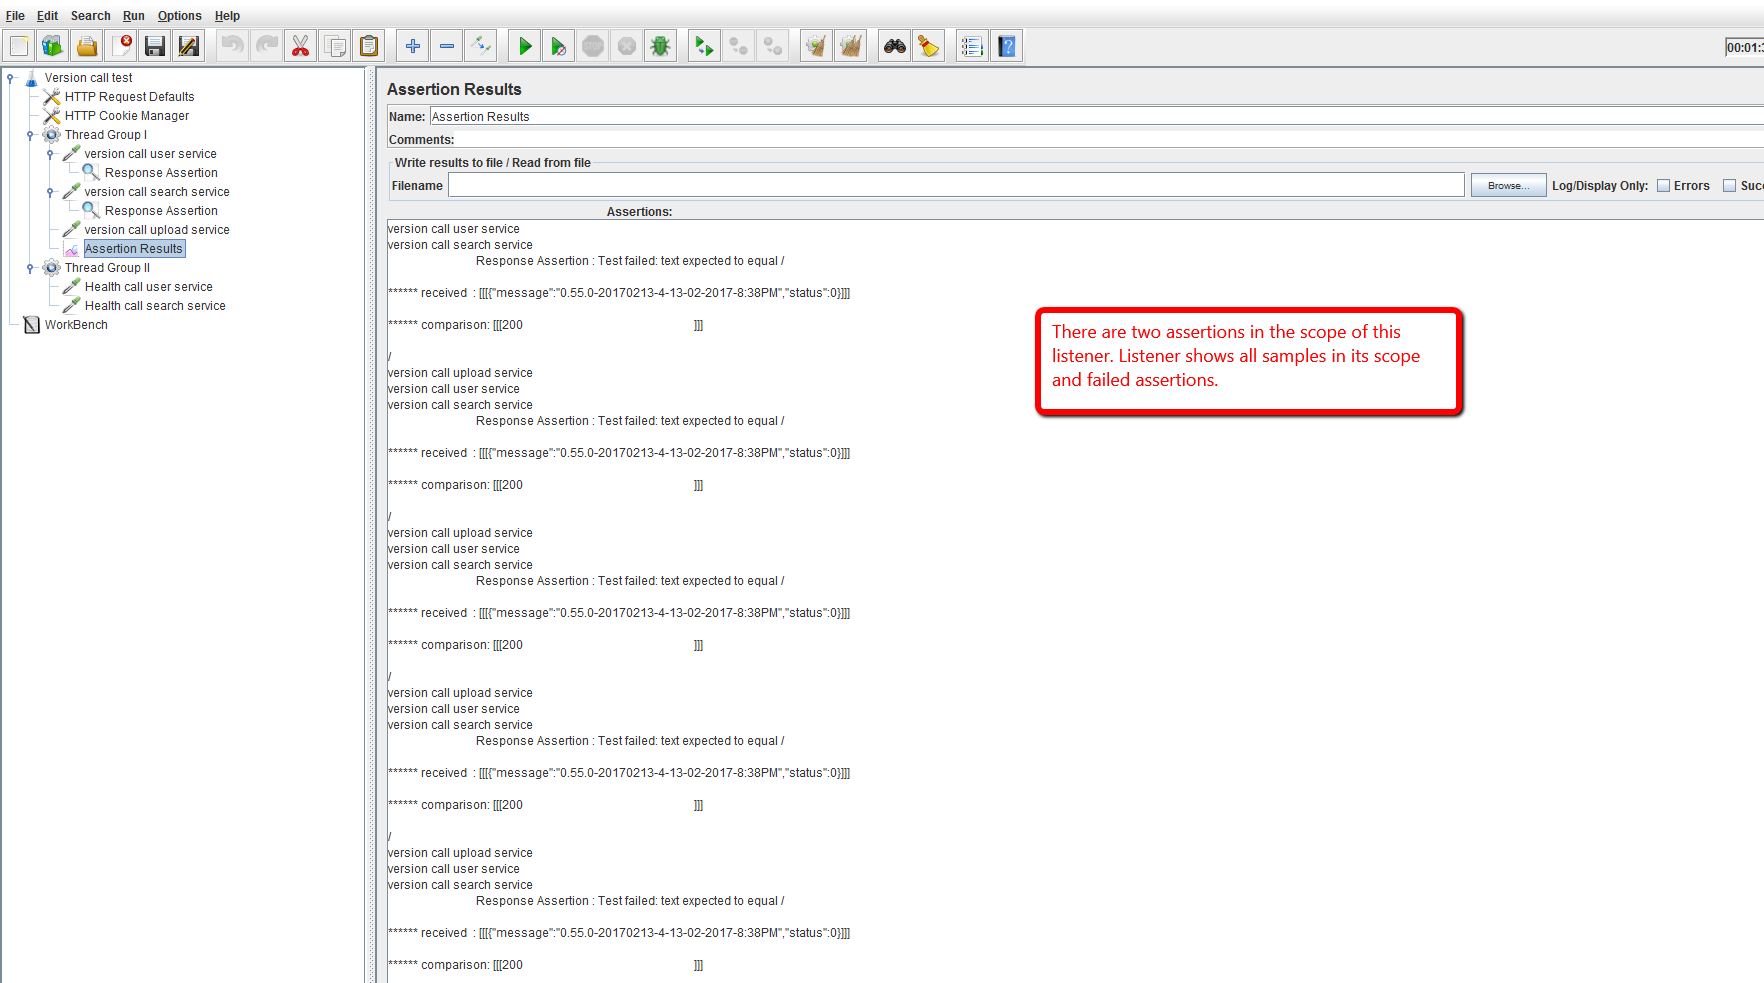 File Edit Search Run Options Help
00:01:
Version call test
HTTP Request Defaults
HTTP Cookie Manager
Thread Group I
version call user service
Response Assertion
version call search service
Response Assertion
version call upload service
Assertion Results
Thread Group II
Health call user service
Health call search service
WorkBench
Assertion Results
Name: Assertion Results
Comments:
Write results to file / Read from file
Filename Browse... Log/Display Only: Errors Succ
Assertions:
version call user service
version call search service
Response Assertion : Test failed: text expected to equal /
****** received  : [[[{"message":"0.55.0-20170213-4-13-02-2017-8:38PM","status":0}]]]
****** comparison: [[[200 ]]]
/
version call upload service
version call user service
version call search service
Response Assertion : Test failed: text expected to equal /
****** received  : [[[{"message":"0.55.0-20170213-4-13-02-2017-8:38PM","status":0}]]]
****** comparison: [[[200 ]]]
/
version call upload service
version call user service
version call search service
Response Assertion : Test failed: text expected to equal /
****** received  : [[[{"message":"0.55.0-20170213-4-13-02-2017-8:38PM","status":0}]]]
****** comparison: [[[200 ]]]
/
version call upload service
version call user service
version call search service
Response Assertion : Test failed: text expected to equal /
****** received  : [[[{"message":"0.55.0-20170213-4-13-02-2017-8:38PM","status":0}]]]
****** comparison: [[[200 ]]]
/
version call upload service
version call user service
version call search service
Response Assertion : Test failed: text expected to equal /
****** received  : [[[{"message":"0.55.0-20170213-4-13-02-2017-8:38PM","status":0}]]]
****** comparison: [[[200 ]]]
There are two assertions in the scope of this
listener. Listener shows all samples in its scope
and failed assertions.